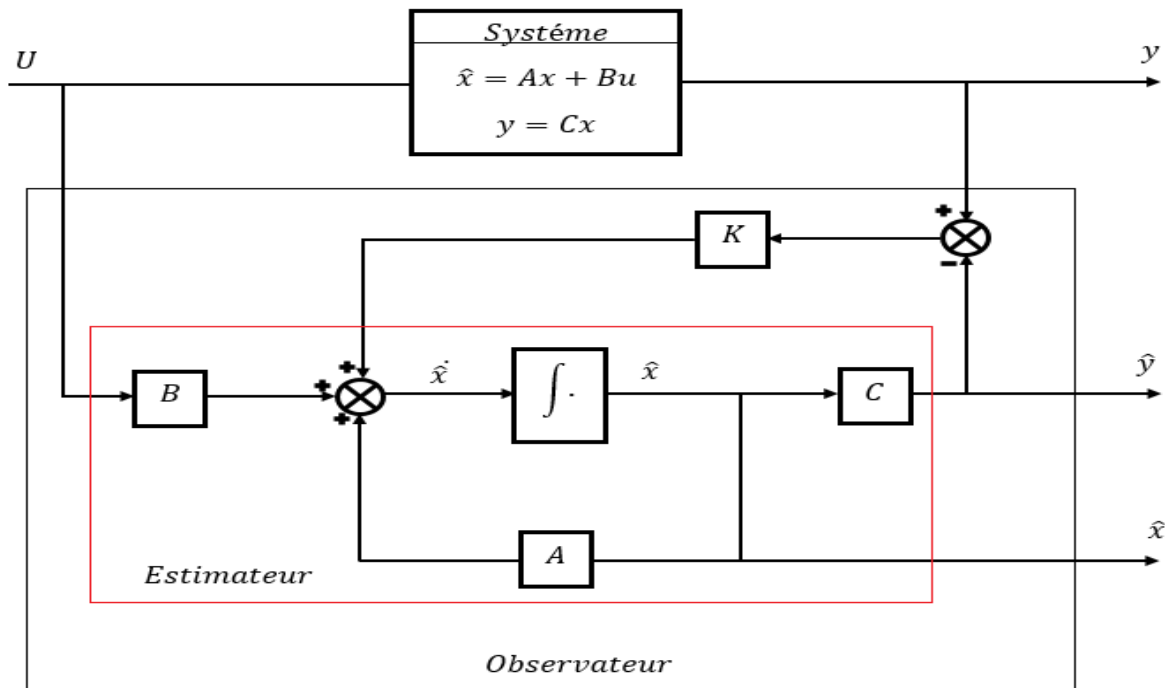 Systéme
U
x̂ = Ax + Bu
y
y = Cx
+
K
-
+
B
+
+
x̂̇
∫ .
x̂
C
ŷ
A
x̂
Estimateur
Observateur